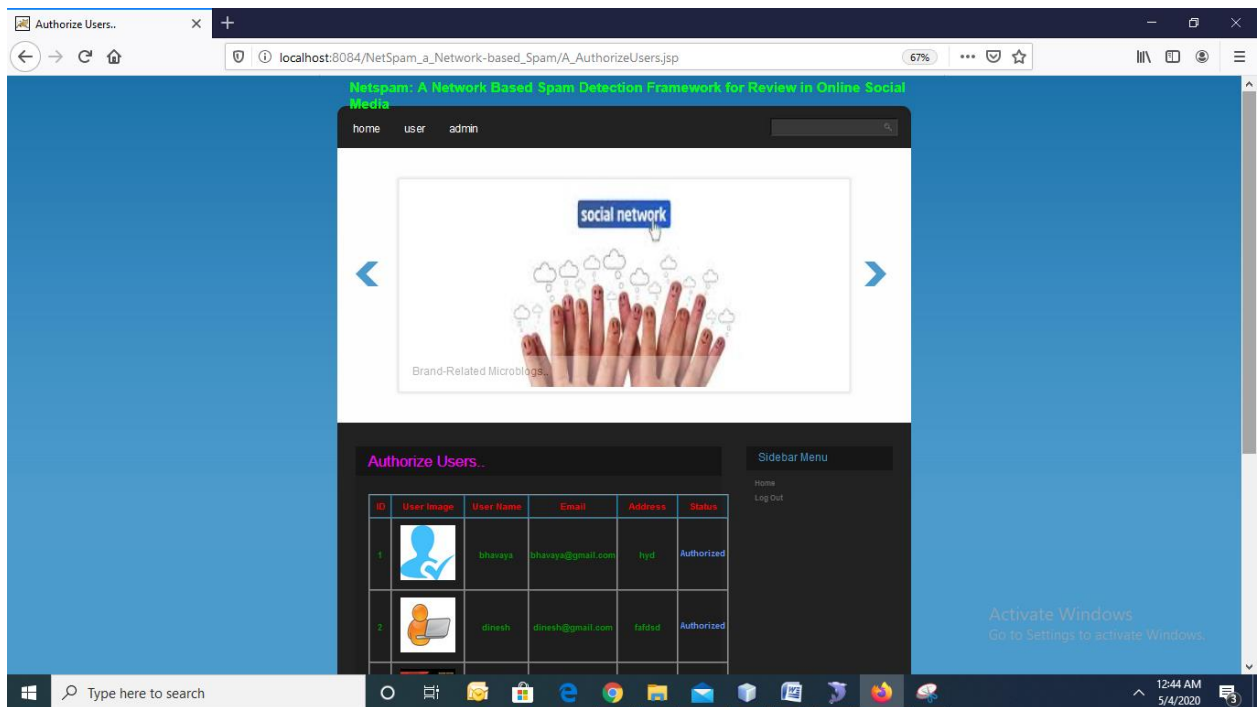 Authorize Users..
localhost:8084/NetSpam_a_Network-based_Spam/A_AuthorizeUsers.jsp
67%
Netspam: A Network Based Spam Detection Framework for Review in Online Social
Media
home user admin
social network
Brand-Related Microblogs..
Authorize Users..
Sidebar Menu
Home
Log Out
ID User Image User Name Email Address Status
1 bhavaya bhavaya@gmail.com hyd Authorized
2 dinesh dinesh@gmail.com fafdsd Authorized
Activate Windows
Go to Settings to activate Windows.
Type here to search
12:44 AM
5/4/2020
3